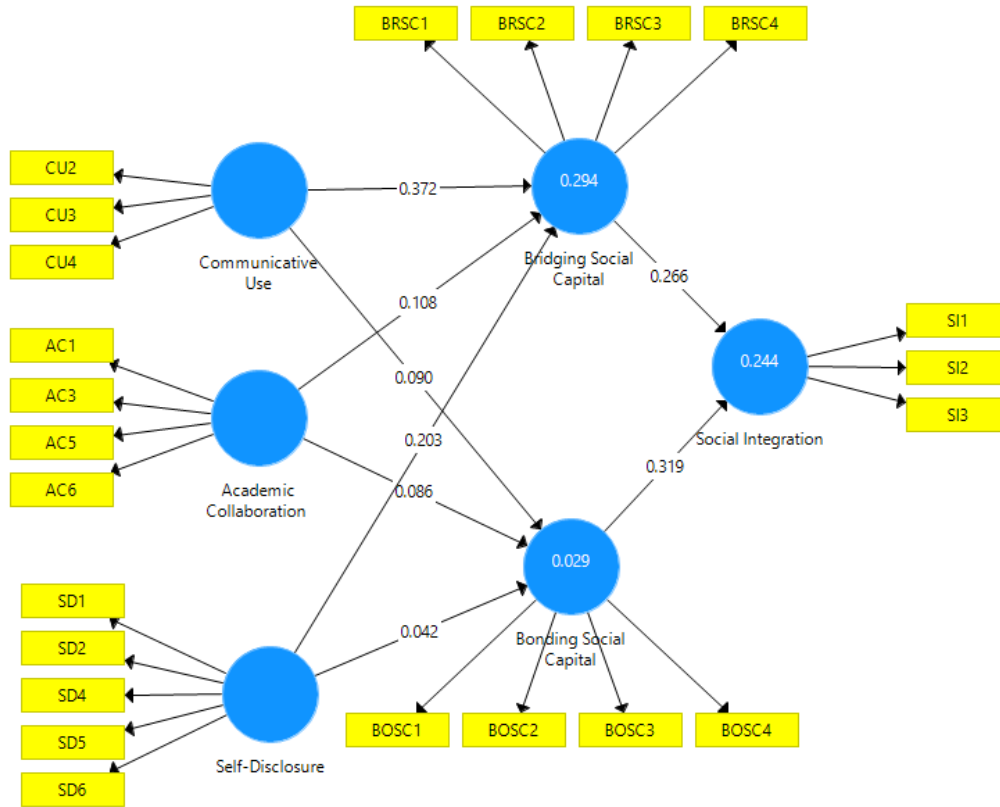 BRSC1
BRSC2
BRSC3
BRSC4
CU2
CU3
CU4
Communicative
Use
0.372
0.294
Bridging Social
Capital
0.266
0.108
AC1
AC3
AC5
AC6
Academic
Collaboration
0.090
0.203
0.086
0.244
Social Integration
SI1
SI2
SI3
0.319
0.029
Bonding Social
Capital
0.042
SD1
SD2
SD4
SD5
SD6
Self-Disclosure
BOSC1
BOSC2
BOSC3
BOSC4